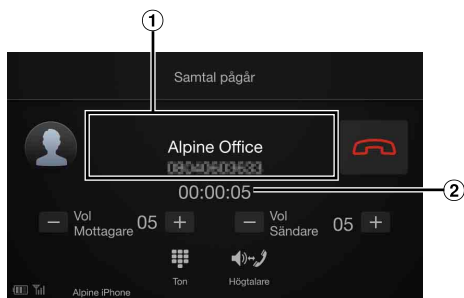 1
Samtal pågår
Alpine Office
00:00:05
2
− Vol Mottagare 05 + − Vol Sändare 05 +
Ton Högtalare
Alpine iPhone